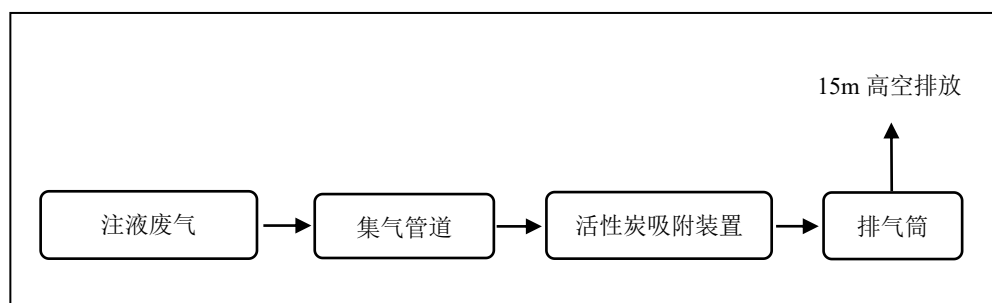 15m 高空排放
注液废气
集气管道
活性炭吸附装置
排气筒